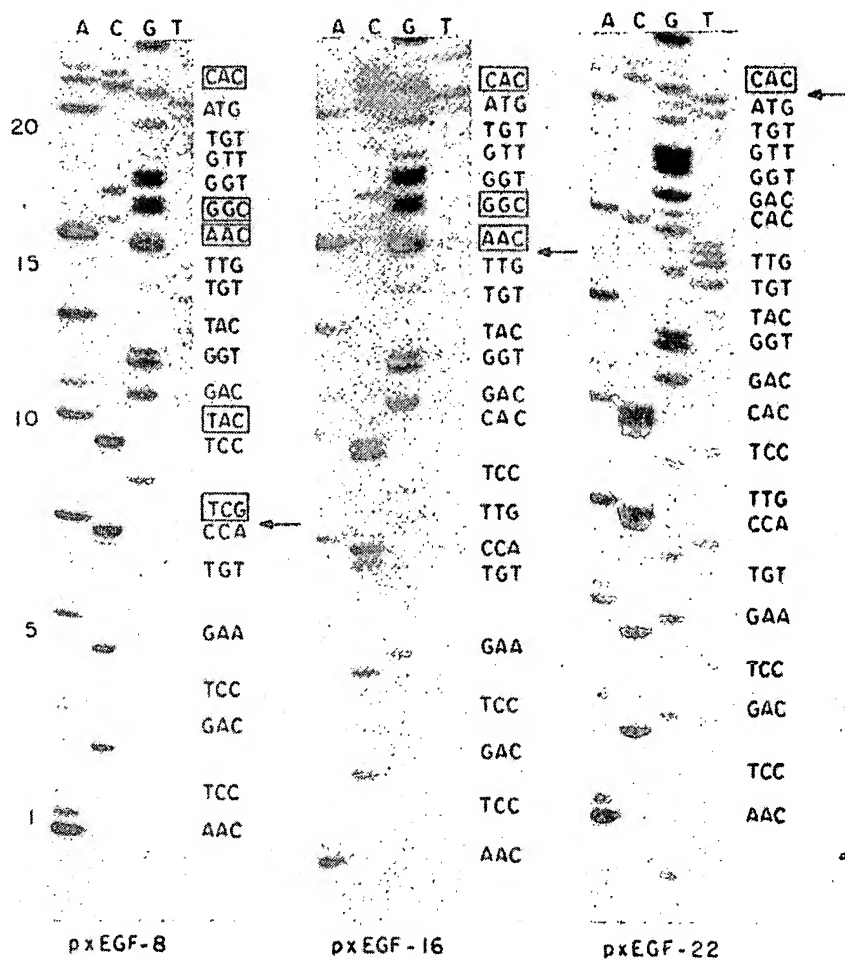 A C G T
CAC
ATG
20
TGT
GTT
GGT
GGC
AAC
15
TTG
TGT
TAC
GGT
GAC
10
TAC
TCC
TCG
CCA
TGT
5
GAA
TCC
GAC
TCC
1
AAC
pxEGF-8
A C G T
CAC
ATG
TGT
GTT
GGT
GGC
AAC
TTG
TGT
TAC
GGT
GAC
CAC
TCC
TTG
CCA
TGT
GAA
TCC
GAC
TCC
AAC
pxEGF-16
A C G T
CAC
ATG
TGT
GTT
GGT
GAC
CAC
TTG
TGT
TAC
GGT
GAC
CAC
TCC
TTG
CCA
TGT
GAA
TCC
GAC
TCC
AAC
pxEGF-22